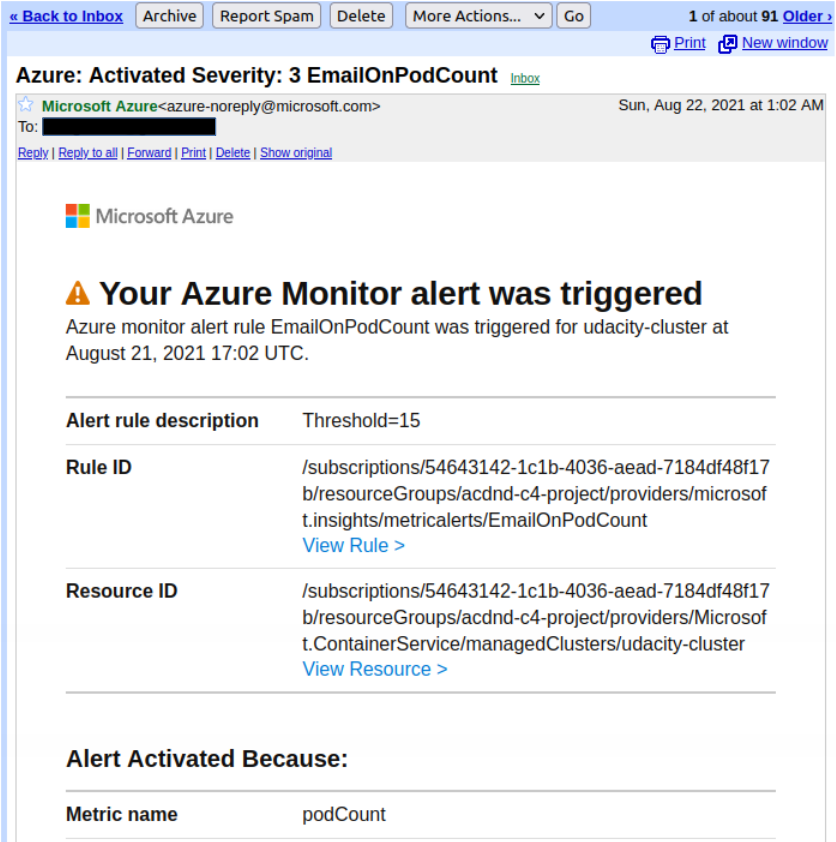 « Back to Inbox Archive Report Spam Delete More Actions... Go 1 of about 91 Older ›
Print New window
Azure: Activated Severity: 3 EmailOnPodCount Inbox
Microsoft Azure<azure-noreply@microsoft.com> Sun, Aug 22, 2021 at 1:02 AM
To:
Reply | Reply to all | Forward | Print | Delete | Show original
Microsoft Azure
Your Azure Monitor alert was triggered
Azure monitor alert rule EmailOnPodCount was triggered for udacity-cluster at
August 21, 2021 17:02 UTC.
Alert rule description Threshold=15
Rule ID /subscriptions/54643142-1c1b-4036-aead-7184df48f17
b/resourceGroups/acdnd-c4-project/providers/microsof
t.insights/metricalerts/EmailOnPodCount
View Rule >
Resource ID /subscriptions/54643142-1c1b-4036-aead-7184df48f17
b/resourceGroups/acdnd-c4-project/providers/Microsof
t.ContainerService/managedClusters/udacity-cluster
View Resource >
Alert Activated Because:
Metric name podCount